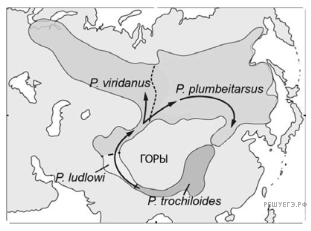 P. viridanus
P. plumbeitarsus
ГОРЫ
P. ludlowi
P. trochiloides
РЕШУЕГЭ.РФ